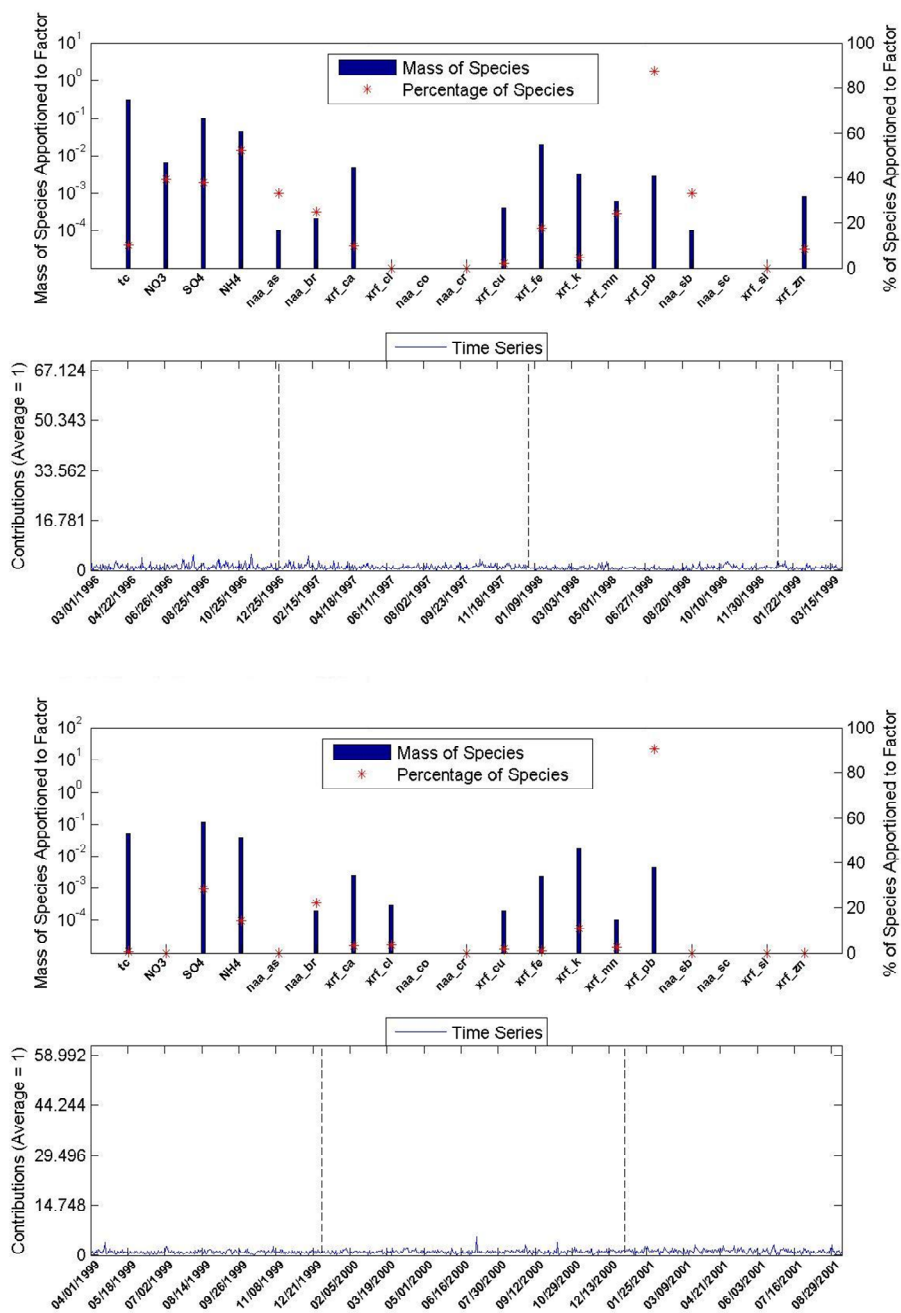 Mass of Species Apportioned to Factor
10^1
10^0
10^-1
10^-2
10^-3
10^-4
Mass of Species
Percentage of Species
100
80
60
40
20
0
% of Species Apportioned to Factor
tc NO3 SO4 NH4 naa_as naa_br xrf_ca xrf_cl naa_co naa_cr xrf_cu xrf_fe xrf_k xrf_mn xrf_pb naa_sb naa_sc xrf_si xrf_zn
Time Series
Contributions (Average = 1)
67.124
50.343
33.562
16.781
0
03/01/1996 04/22/1996 06/26/1996 08/25/1996 10/25/1996 12/25/1996 02/15/1997 04/18/1997 06/11/1997 08/02/1997 09/23/1997 11/18/1997 01/09/1998 03/03/1998 05/01/1998 06/27/1998 08/20/1998 10/10/1998 11/30/1998 01/22/1999 03/15/1999
Mass of Species Apportioned to Factor
10^2
10^1
10^0
10^-1
10^-2
10^-3
10^-4
Mass of Species
Percentage of Species
100
80
60
40
20
0
% of Species Apportioned to Factor
tc NO3 SO4 NH4 naa_as naa_br xrf_ca xrf_cl naa_co naa_cr xrf_cu xrf_fe xrf_k xrf_mn xrf_pb naa_sb naa_sc xrf_si xrf_zn
Time Series
Contributions (Average = 1)
58.992
44.244
29.496
14.748
0
04/01/1999 05/18/1999 07/02/1999 08/14/1999 09/26/1999 11/08/1999 12/21/1999 02/05/2000 03/19/2000 05/01/2000 06/16/2000 07/30/2000 09/12/2000 10/29/2000 12/13/2000 01/25/2001 03/09/2001 04/21/2001 06/03/2001 07/16/2001 08/29/2001